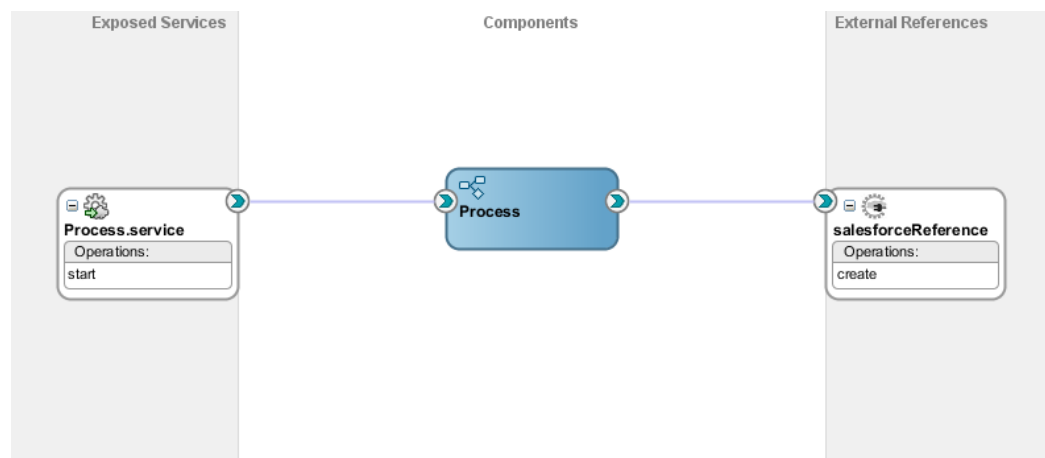 Exposed Services
Components
External References
Process.service
Operations:
start
Process
salesforceReference
Operations:
create